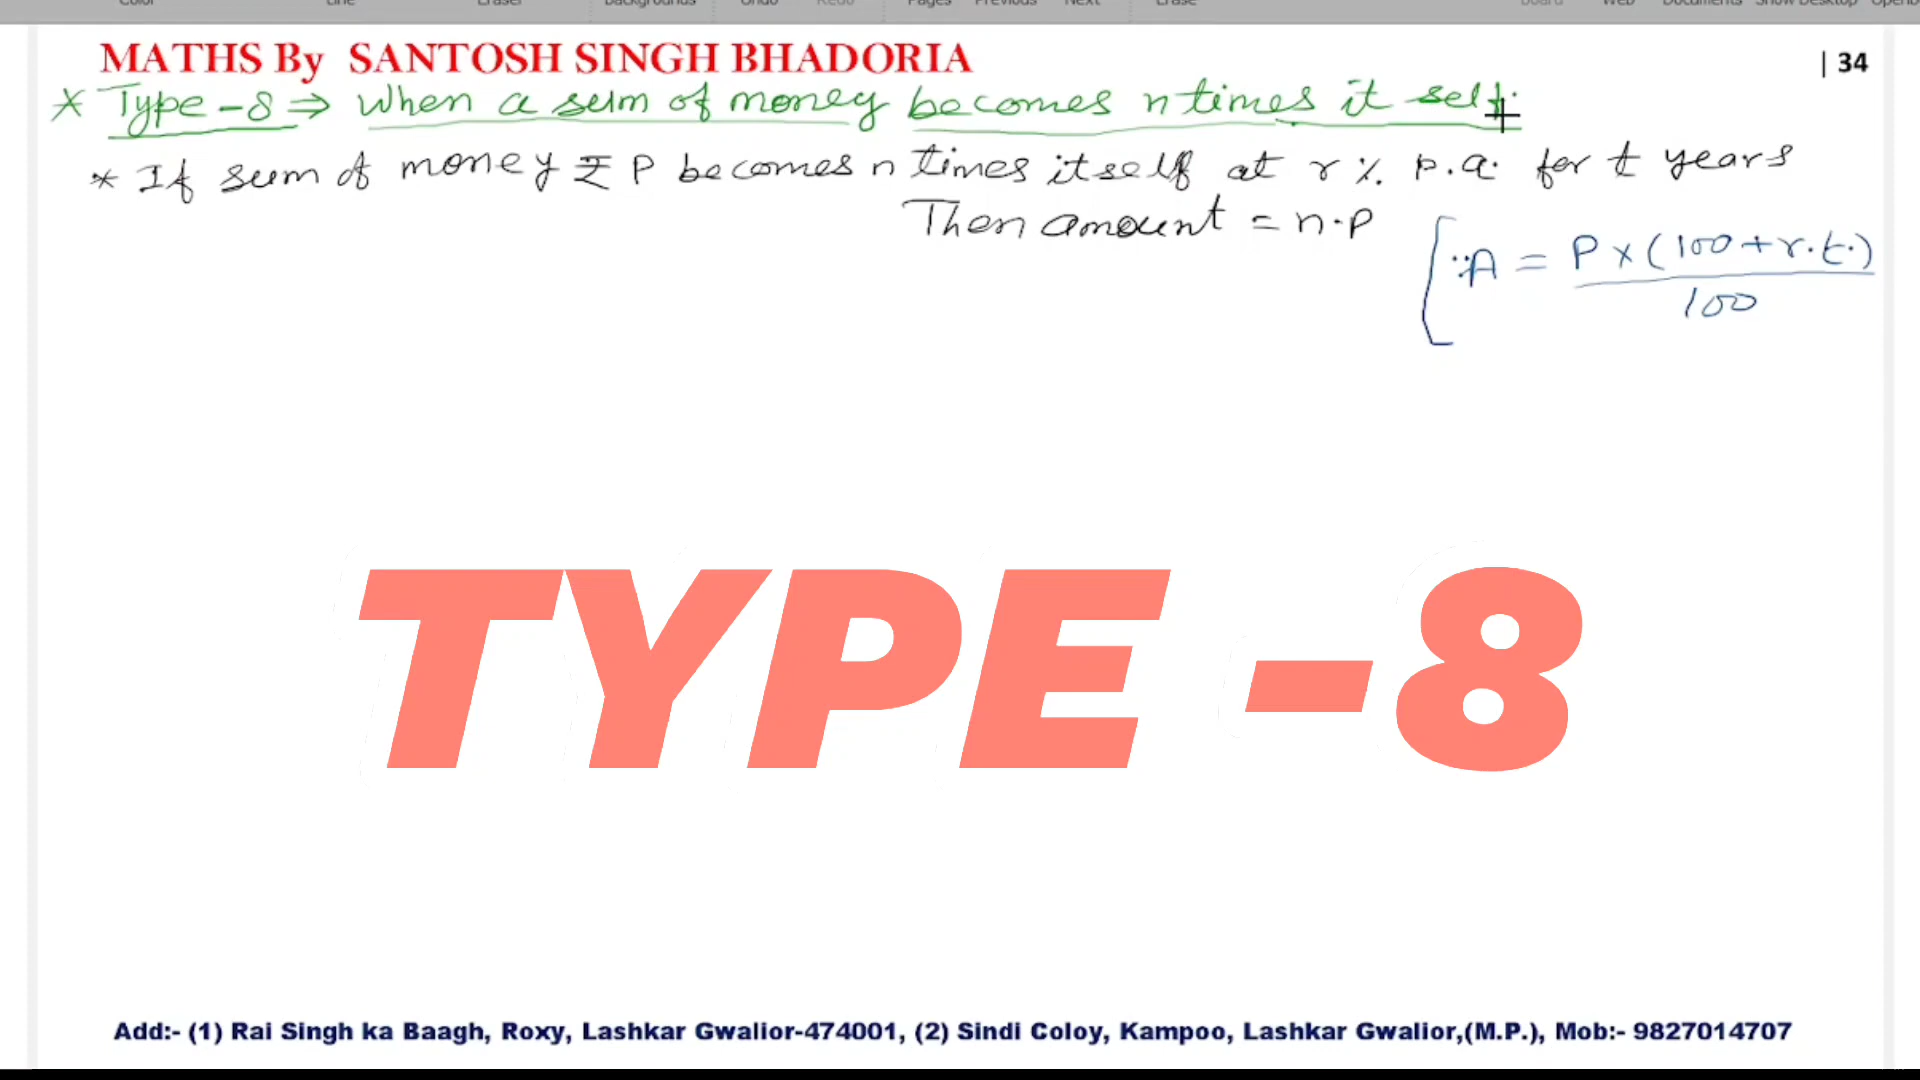 MATHS By SANTOSH SINGH BHADORIA
| 34
* Type-8 ⇒ When a sum of money becomes n times it self.
* If sum of money ₹ P becomes n times itself at r %. p.a. for t years
Then amount = n.P
[∵A = P×(100+r.t.)
100
TYPE -8
Add:- (1) Rai Singh ka Baagh, Roxy, Lashkar Gwalior-474001, (2) Sindi Coloy, Kampoo, Lashkar Gwalior,(M.P.), Mob:- 9827014707